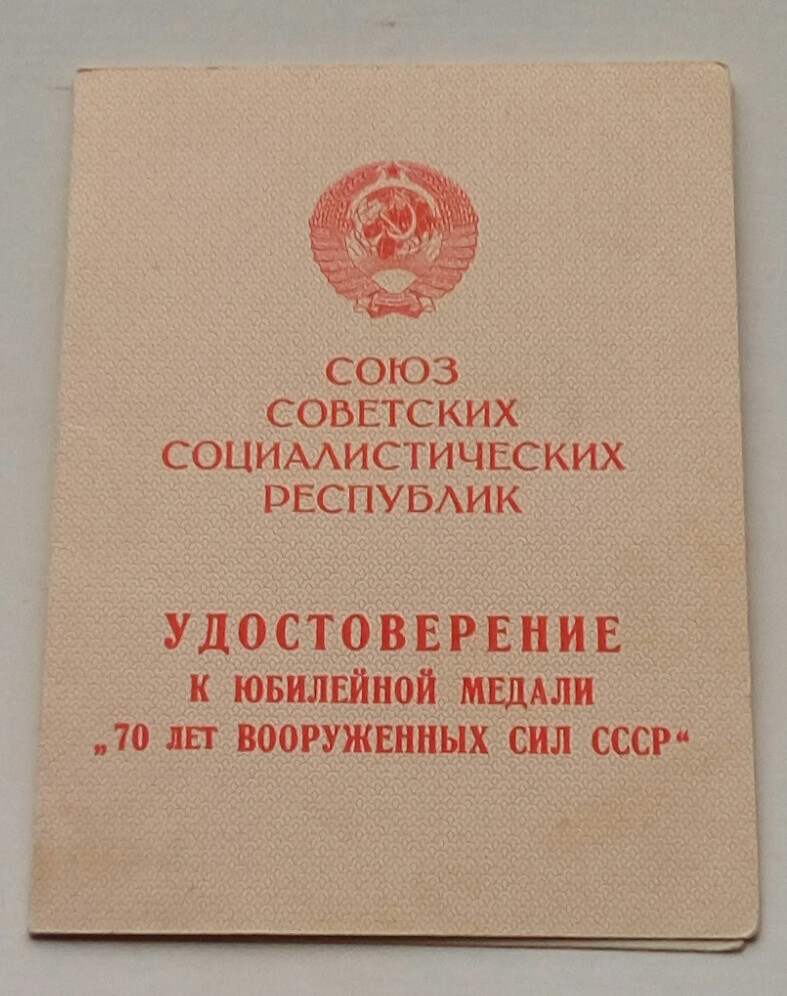 СОЮЗ
СОВЕТСКИХ
СОЦИАЛИСТИЧЕСКИХ
РЕСПУБЛИК
УДОСТОВЕРЕНИЕ
К ЮБИЛЕЙНОЙ МЕДАЛИ
„70 ЛЕТ ВООРУЖЕННЫХ СИЛ СССР“